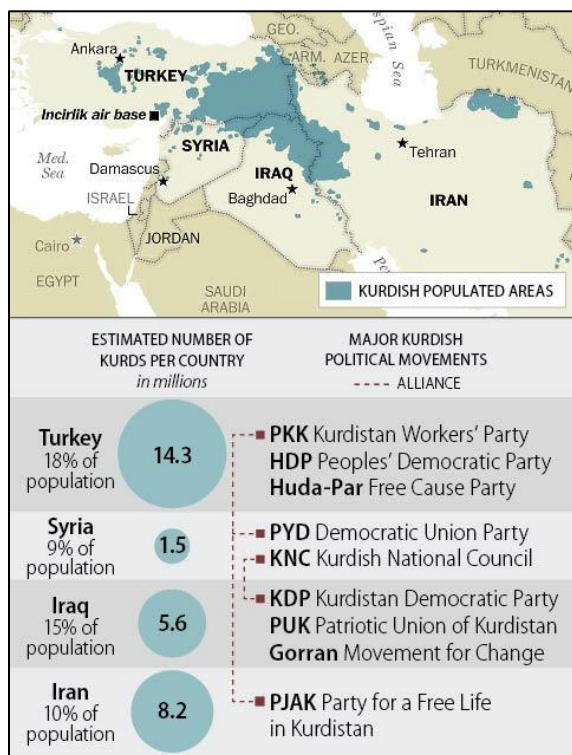 GEO.
Caspian Sea
Ankara
TURKEY
ARM.
AZER.
TURKMENISTAN
Incirlik air base
Med.
Sea
SYRIA
Tehran
Damascus
IRAQ
ISRAEL
Baghdad
IRAN
JORDAN
Cairo
EGYPT
SAUDI
ARABIA
KURDISH POPULATED AREAS
ESTIMATED NUMBER OF
KURDS PER COUNTRY
in millions
MAJOR KURDISH
POLITICAL MOVEMENTS
ALLIANCE
Turkey
18% of
population
14.3
PKK Kurdistan Workers' Party
HDP Peoples' Democratic Party
Huda-Par Free Cause Party
Syria
9% of
population
1.5
PYD Democratic Union Party
KNC Kurdish National Council
Iraq
15% of
population
5.6
KDP Kurdistan Democratic Party
PUK Patriotic Union of Kurdistan
Gorran Movement for Change
Iran
10% of
population
8.2
PJAK Party for a Free Life
in Kurdistan